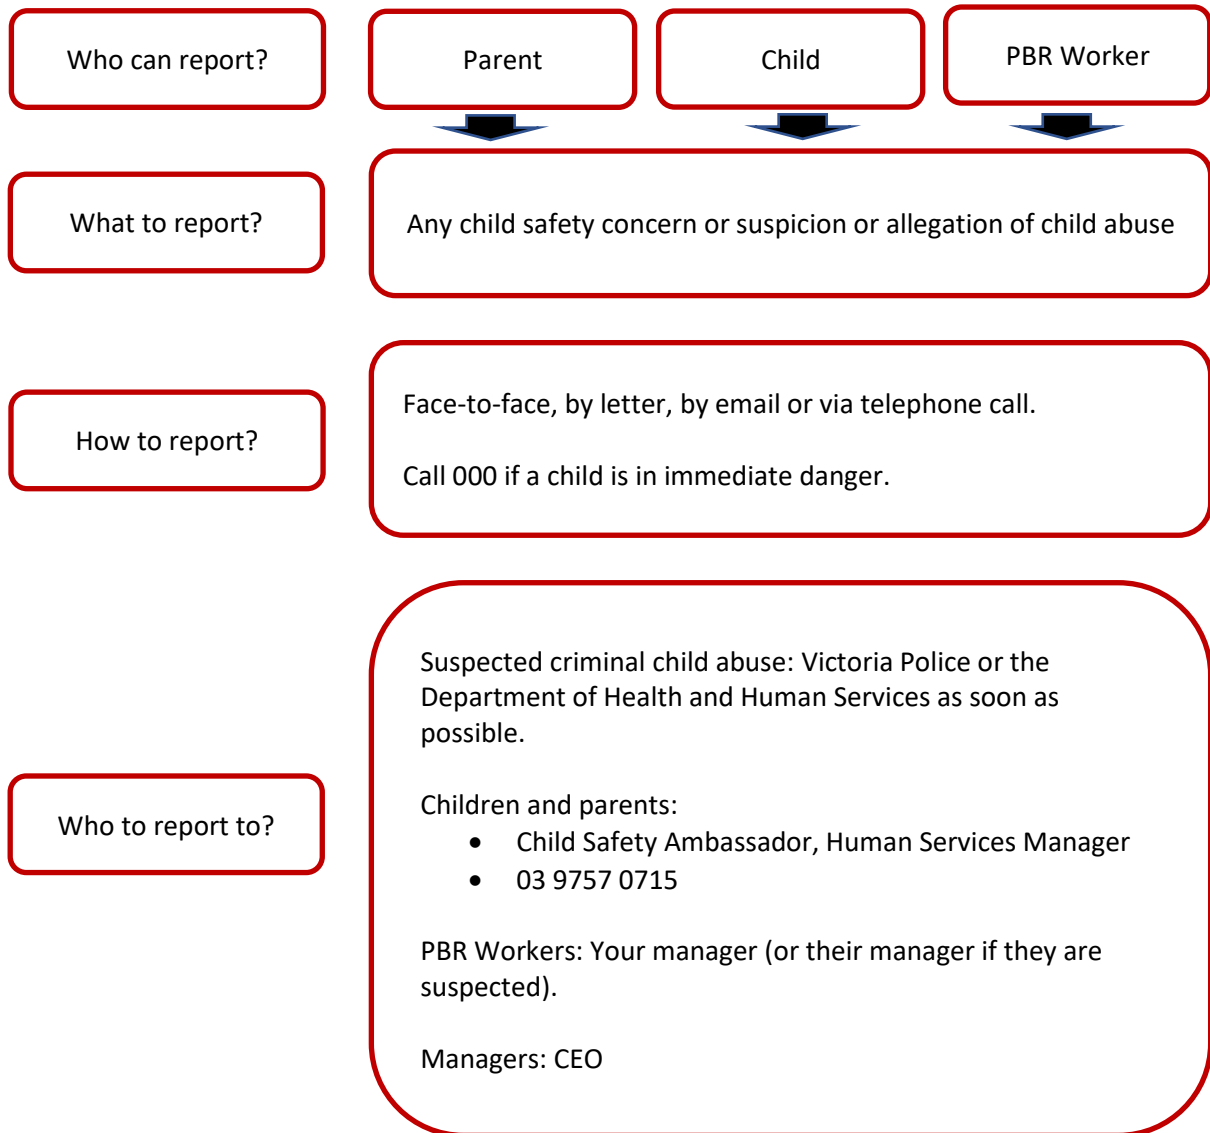 Who can report?
Parent
Child
PBR Worker
What to report?
Any child safety concern or suspicion or allegation of child abuse
How to report?
Face-to-face, by letter, by email or via telephone call.
Call 000 if a child is in immediate danger.
Who to report to?
Suspected criminal child abuse: Victoria Police or the
Department of Health and Human Services as soon as
possible.
Children and parents:
• Child Safety Ambassador, Human Services Manager
• 03 9757 0715
PBR Workers: Your manager (or their manager if they are
suspected).
Managers: CEO